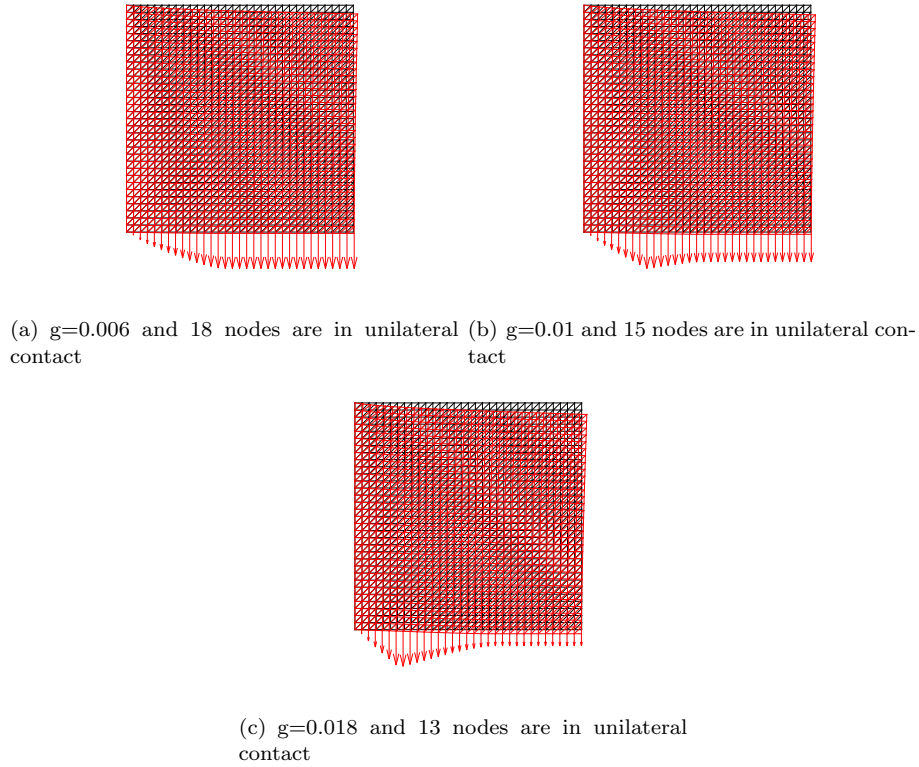 (a) g=0.006 and 18 nodes are in unilateral
contact
(b) g=0.01 and 15 nodes are in unilateral con-
tact
(c) g=0.018 and 13 nodes are in unilateral
contact